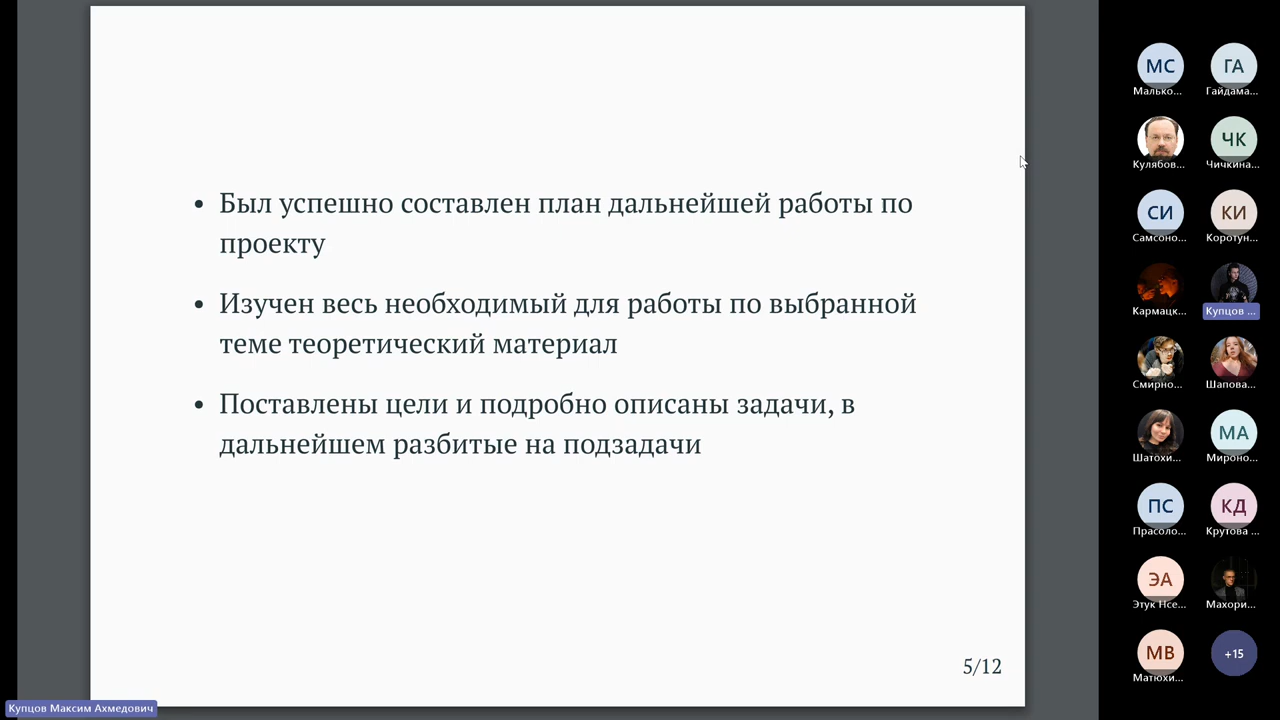 • Был успешно составлен план дальнейшей работы по
проекту
• Изучен весь необходимый для работы по выбранной
теме теоретический материал
• Поставлены цели и подробно описаны задачи, в
дальнейшем разбитые на подзадачи
5/12
Купцов Максим Ахмедович
МС ГА
Малько... Гайдама...
ЧК
Кулябов... Чичкина...
СИ КИ
Самсоно... Коротун...
Кармацк... Купцов ...
Смирно... Шапова...
МА
Шатохи... Мироно...
ПС КД
Прасоло... Крутова ...
ЭА
Этук Нсе... Махори...
МВ +15
Матюхи...